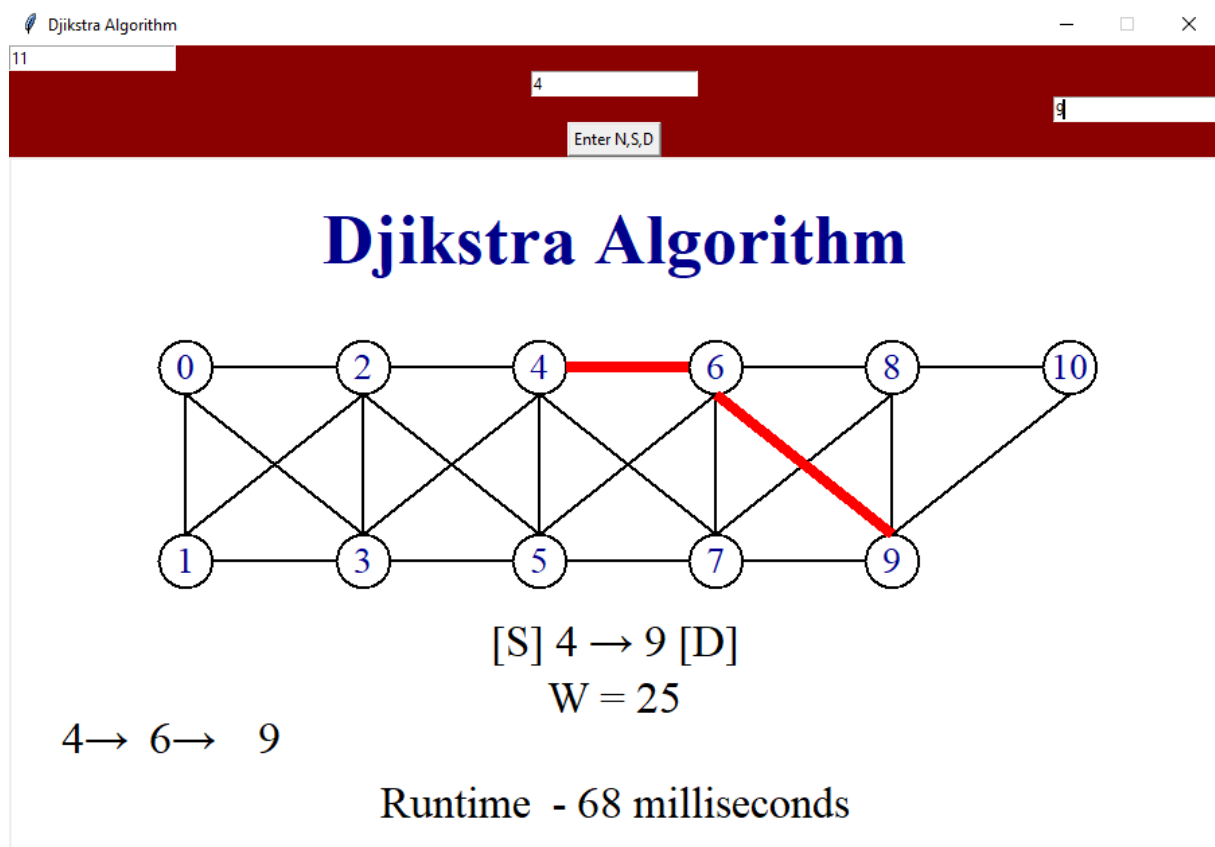 Djikstra Algorithm
11
4
9
Enter N,S,D
Djikstra Algorithm
0 2 4 6 8 10
1 3 5 7 9
[S] 4 → 9 [D]
W = 25
4→ 6→ 9
Runtime - 68 milliseconds